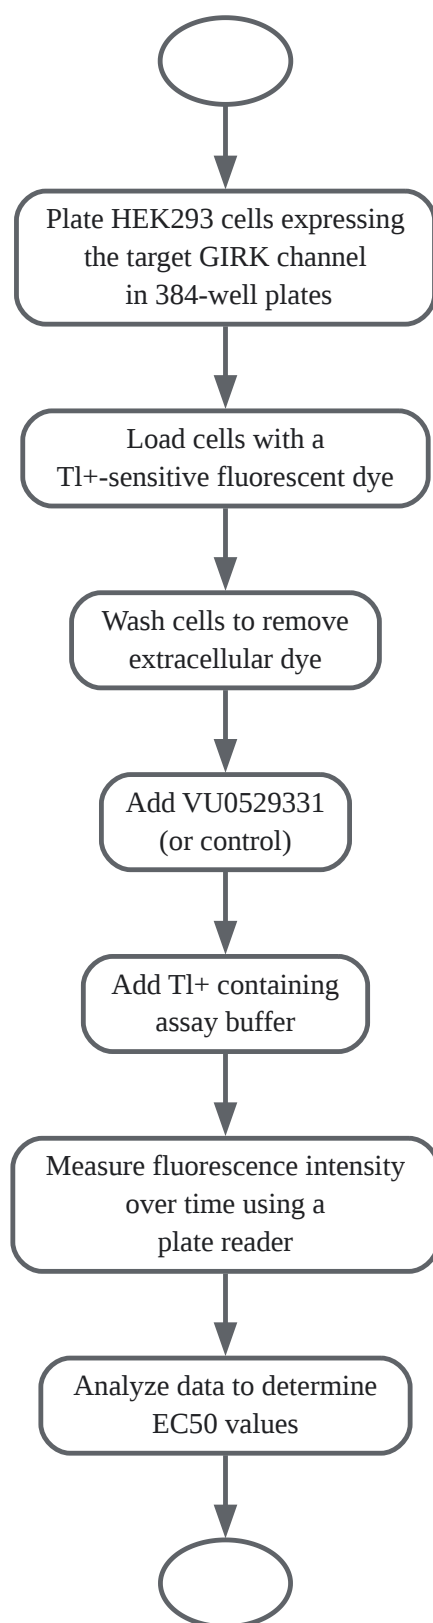 Plate HEK293 cells expressing
the target GIRK channel
in 384-well plates
Load cells with a
Tl+-sensitive fluorescent dye
Wash cells to remove
extracellular dye
Add VU0529331
(or control)
Add Tl+ containing
assay buffer
Measure fluorescence intensity
over time using a
plate reader
Analyze data to determine
EC50 values